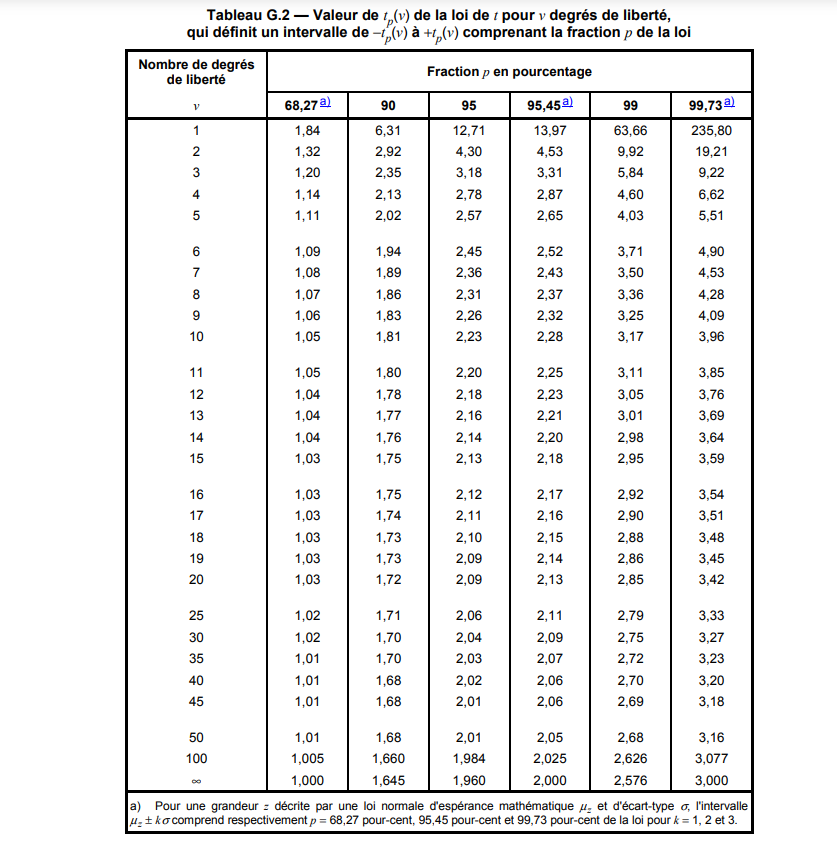 Tableau G.2 — Valeur de tp(ν) de la loi de t pour ν degrés de liberté,
qui définit un intervalle de −tp(ν) à +tp(ν) comprenant la fraction p de la loi
Nombre de degrés
de liberté
ν
Fraction p en pourcentage
68,27 a) 90 95 95,45 a) 99 99,73 a)
1 1,84 6,31 12,71 13,97 63,66 235,80
2 1,32 2,92 4,30 4,53 9,92 19,21
3 1,20 2,35 3,18 3,31 5,84 9,22
4 1,14 2,13 2,78 2,87 4,60 6,62
5 1,11 2,02 2,57 2,65 4,03 5,51
6 1,09 1,94 2,45 2,52 3,71 4,90
7 1,08 1,89 2,36 2,43 3,50 4,53
8 1,07 1,86 2,31 2,37 3,36 4,28
9 1,06 1,83 2,26 2,32 3,25 4,09
10 1,05 1,81 2,23 2,28 3,17 3,96
11 1,05 1,80 2,20 2,25 3,11 3,85
12 1,04 1,78 2,18 2,23 3,05 3,76
13 1,04 1,77 2,16 2,21 3,01 3,69
14 1,04 1,76 2,14 2,20 2,98 3,64
15 1,03 1,75 2,13 2,18 2,95 3,59
16 1,03 1,75 2,12 2,17 2,92 3,54
17 1,03 1,74 2,11 2,16 2,90 3,51
18 1,03 1,73 2,10 2,15 2,88 3,48
19 1,03 1,73 2,09 2,14 2,86 3,45
20 1,03 1,72 2,09 2,13 2,85 3,42
25 1,02 1,71 2,06 2,11 2,79 3,33
30 1,02 1,70 2,04 2,09 2,75 3,27
35 1,01 1,70 2,03 2,07 2,72 3,23
40 1,01 1,68 2,02 2,06 2,70 3,20
45 1,01 1,68 2,01 2,06 2,69 3,18
50 1,01 1,68 2,01 2,05 2,68 3,16
100 1,005 1,660 1,984 2,025 2,626 3,077
∞ 1,000 1,645 1,960 2,000 2,576 3,000
a) Pour une grandeur z décrite par une loi normale d'espérance mathématique μz et d'écart-type σ, l'intervalle
μz ± kσ comprend respectivement p = 68,27 pour-cent, 95,45 pour-cent et 99,73 pour-cent de la loi pour k = 1, 2 et 3.